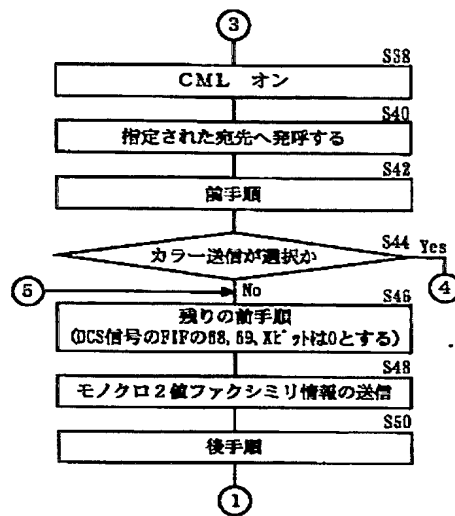 3
S38
CML オン
S40
指定された宛先へ発呼する
S42
前手順
S44
カラー送信が選択か
Yes
4
5
No
S46
残りの前手順
(DCS信号のFIFの68,69,Xビットは0とする)
S48
モノクロ2値ファクシミリ情報の送信
S50
後手順
1